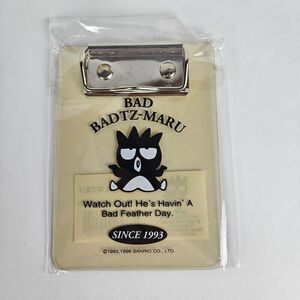 BAD
BADTZ-MARU
Watch Out! He's Havin' A
Bad Feather Day.
SINCE 1993
©1993,1996 SANRIO CO., LTD.